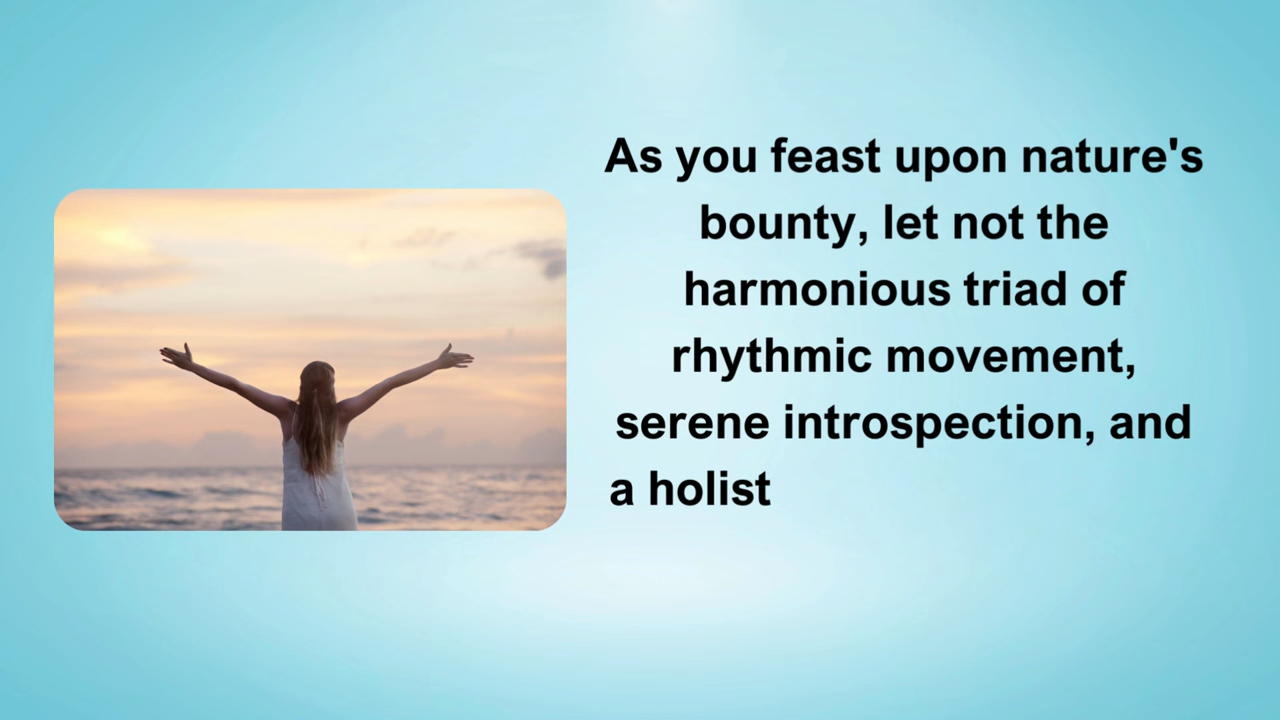 As you feast upon nature's
bounty, let not the
harmonious triad of
rhythmic movement,
serene introspection, and
a holist